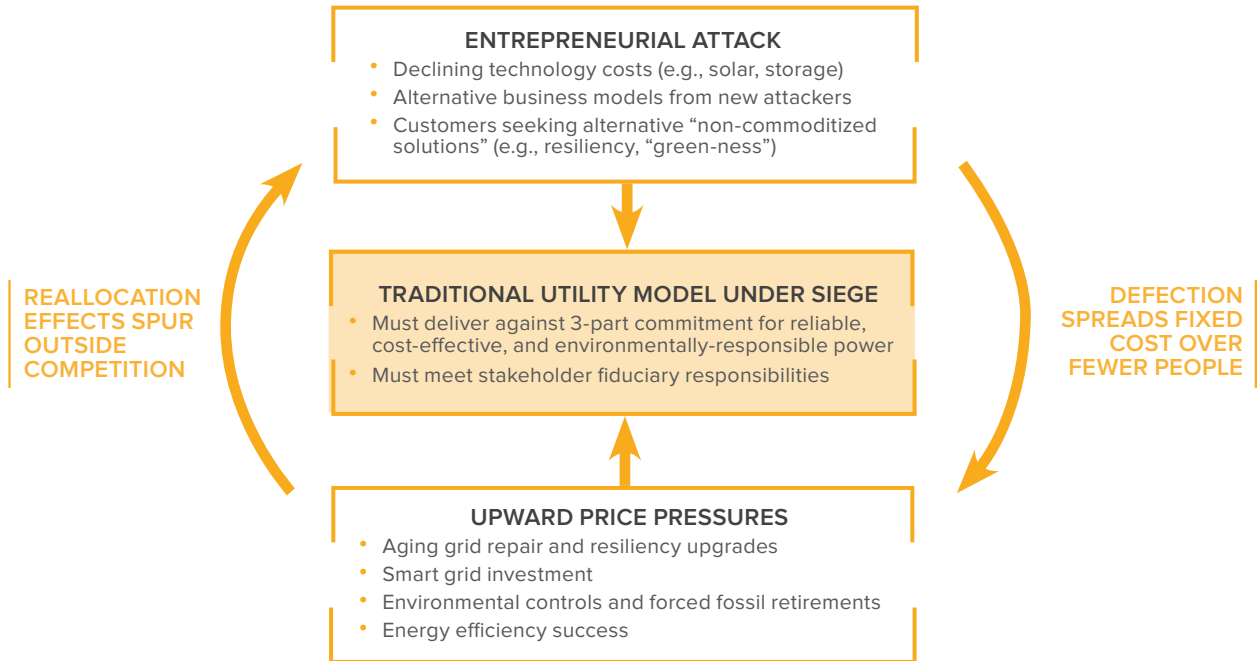 ENTREPRENEURIAL ATTACK
• Declining technology costs (e.g., solar, storage)
• Alternative business models from new attackers
• Customers seeking alternative “non-commoditized
solutions” (e.g., resiliency, “green-ness”)
REALLOCATION
EFFECTS SPUR
OUTSIDE
COMPETITION
TRADITIONAL UTILITY MODEL UNDER SIEGE
• Must deliver against 3-part commitment for reliable,
cost-effective, and environmentally-responsible power
• Must meet stakeholder fiduciary responsibilities
DEFECTION
SPREADS FIXED
COST OVER
FEWER PEOPLE
UPWARD PRICE PRESSURES
• Aging grid repair and resiliency upgrades
• Smart grid investment
• Environmental controls and forced fossil retirements
• Energy efficiency success